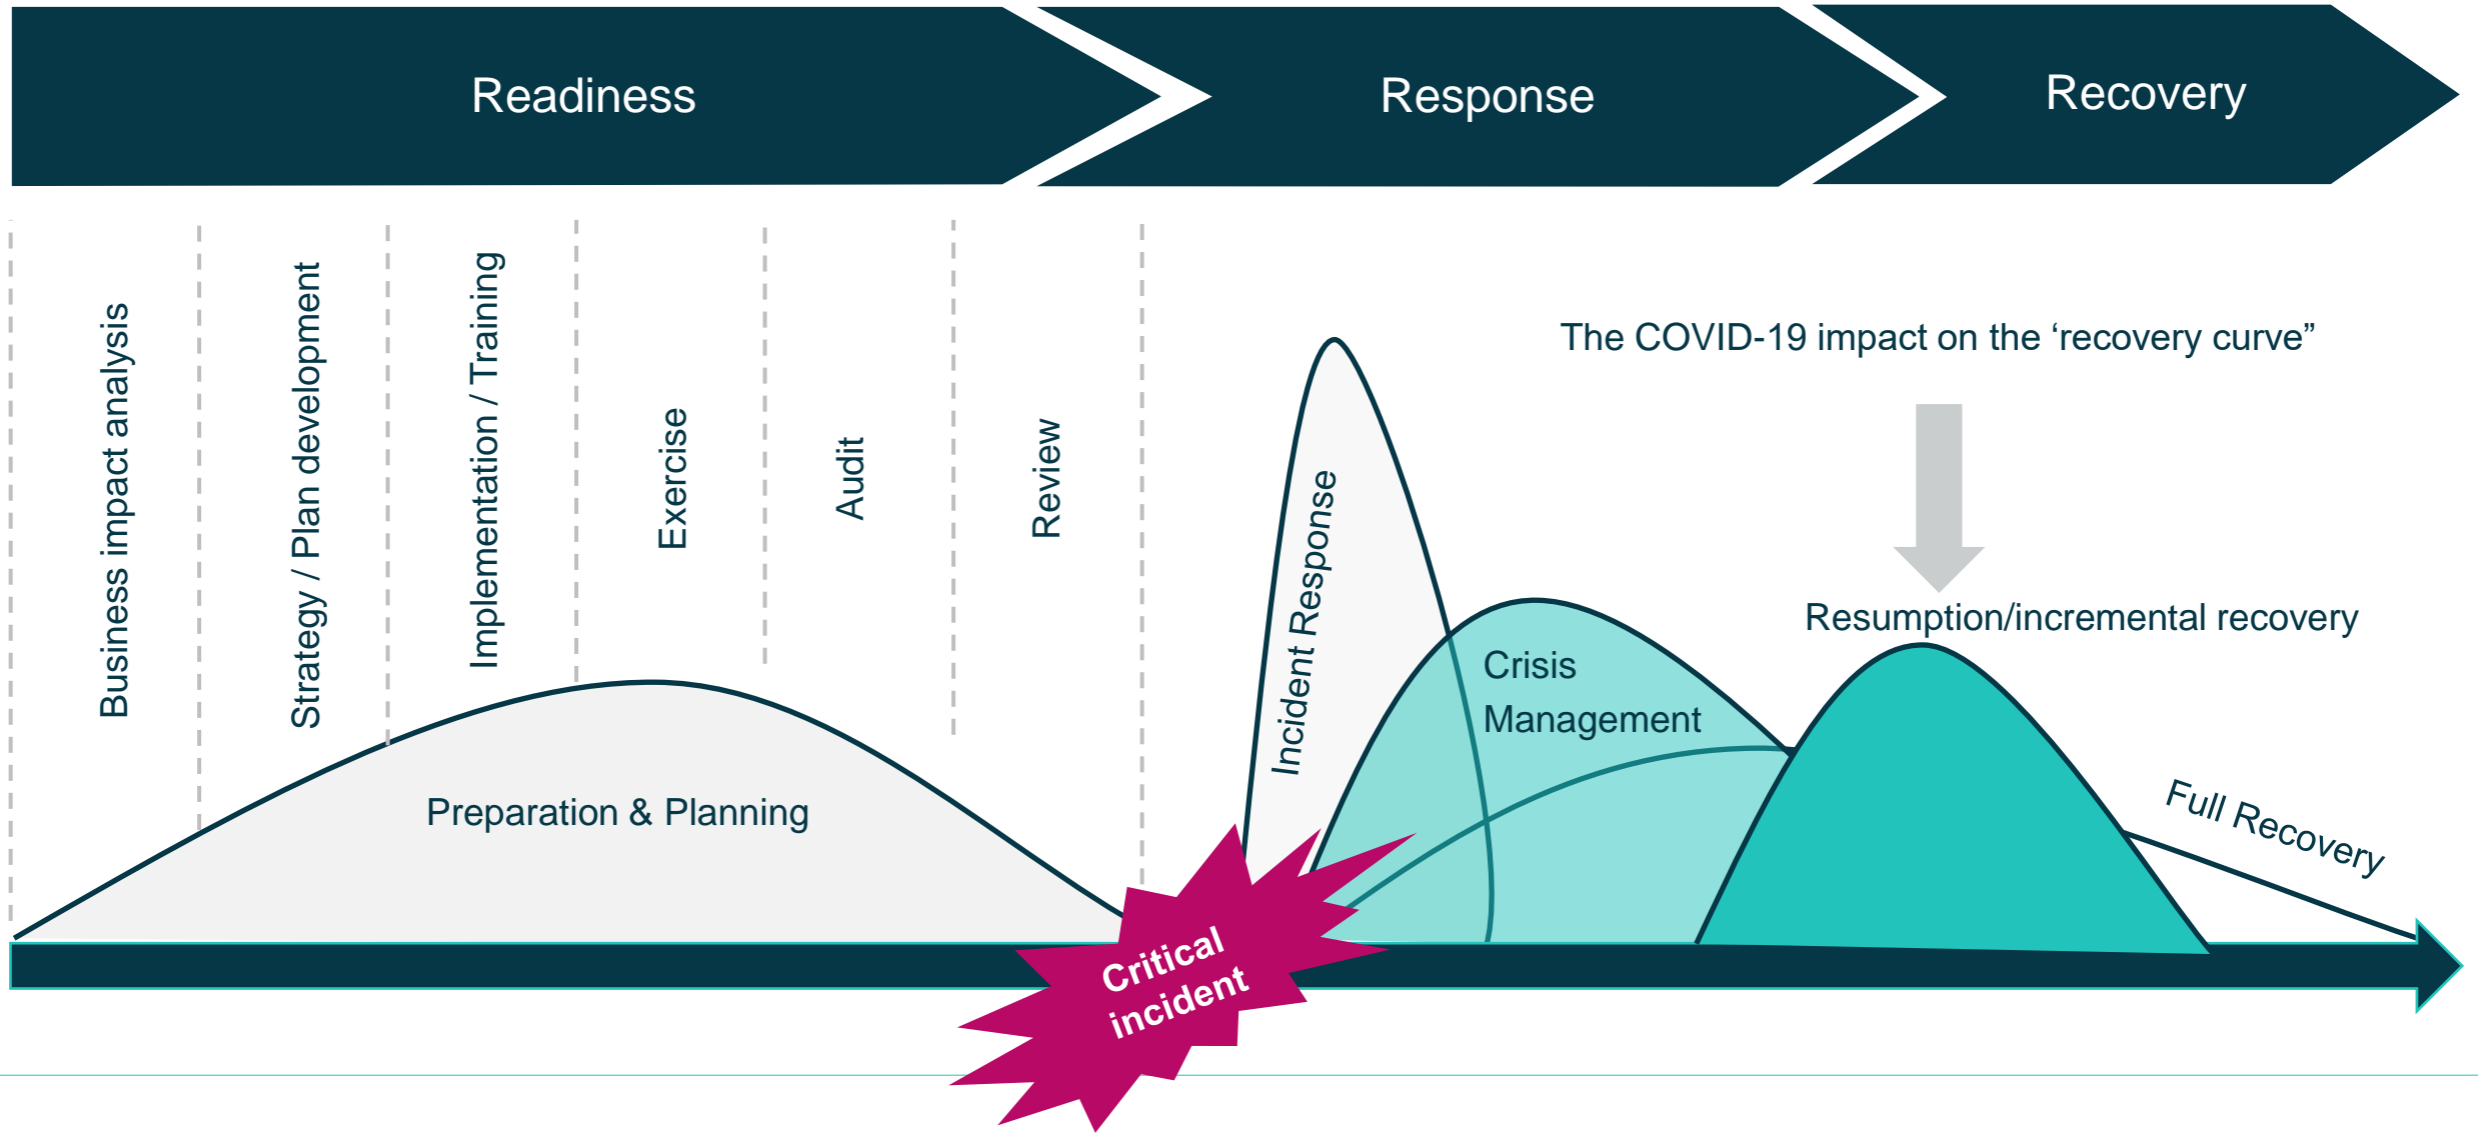 Readiness
Response
Recovery
Business impact analysis
Strategy / Plan development
Implementation / Training
Exercise
Audit
Review
The COVID-19 impact on the ‘recovery curve”
Incident Response
Resumption/incremental recovery
Crisis
Management
Preparation & Planning
Full Recovery
Critical
incident